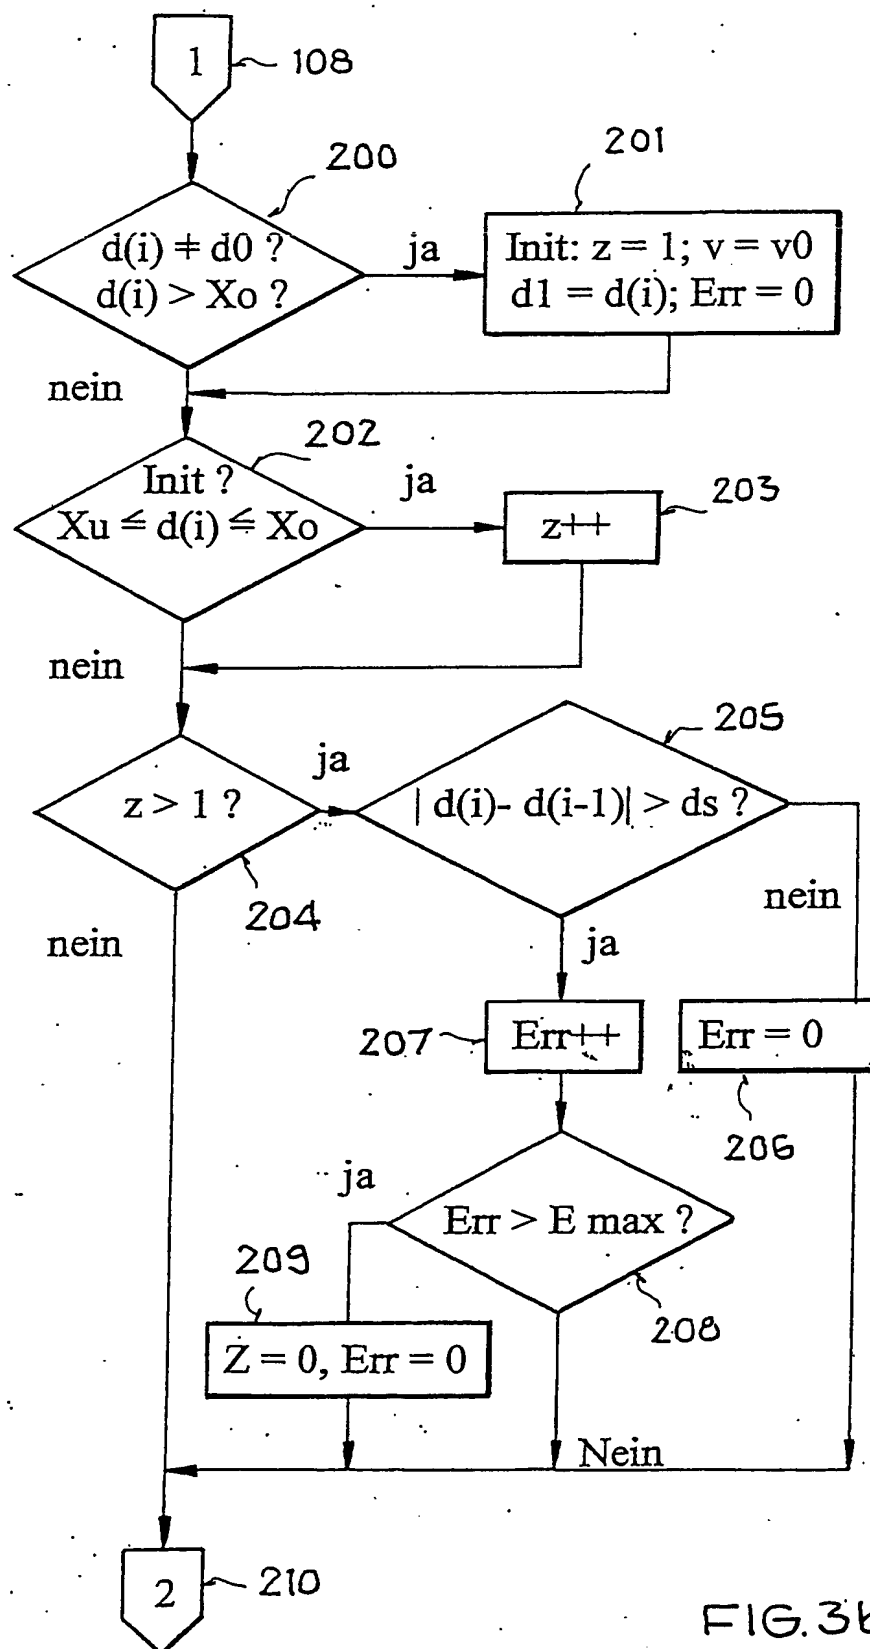 1
108
200
201
d(i) ≠ d0 ?
d(i) > Xo ?
ja
Init: z = 1; v = v0
d1 = d(i); Err = 0
nein
202
Init ?
Xu ≤ d(i) ≤ Xo
ja
203
z++
nein
205
z > 1 ?
ja
| d(i)- d(i-1)| > ds ?
204
nein
nein
ja
207
Err++
Err = 0
206
ja
Err > E max ?
209
208
Z = 0, Err = 0
Nein
2
210
FIG. 3b